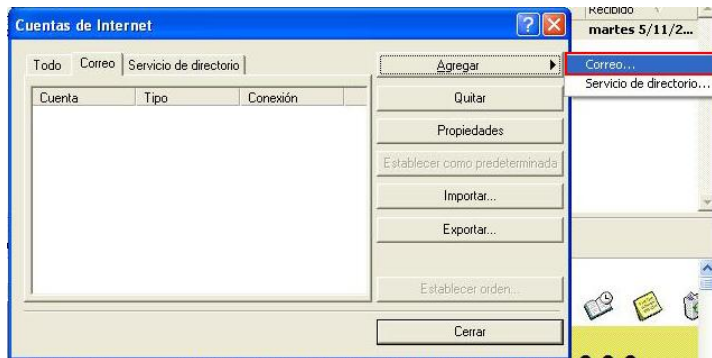 Recibido
Cuentas de Internet
martes 5/11/2...
Todo Correo Servicio de directorio
Agregar
Correo...
Servicio de directorio...
Cuenta Tipo Conexión
Quitar
Propiedades
Establecer como predeterminada
Importar...
Exportar...
Establecer orden...
Cerrar